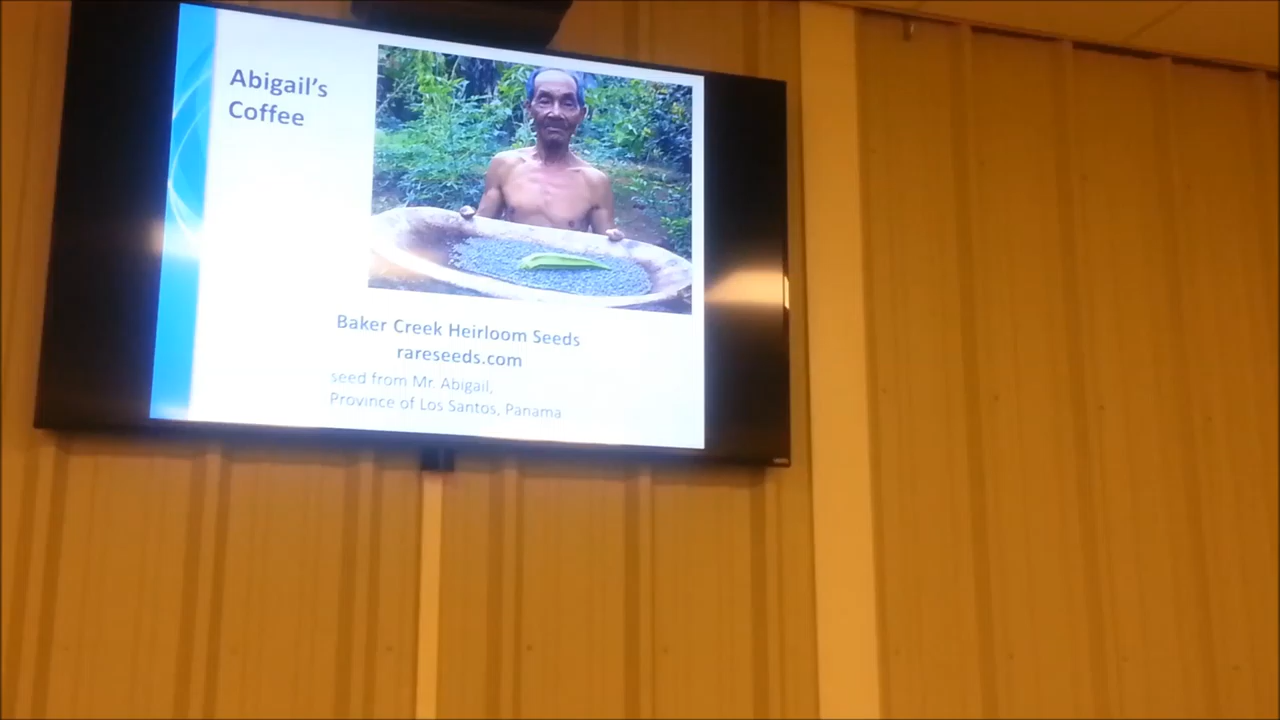 Abigail's
Coffee
Baker Creek Heirloom Seeds
rareseeds.com
seed from Mr. Abigail,
Province of Los Santos, Panama